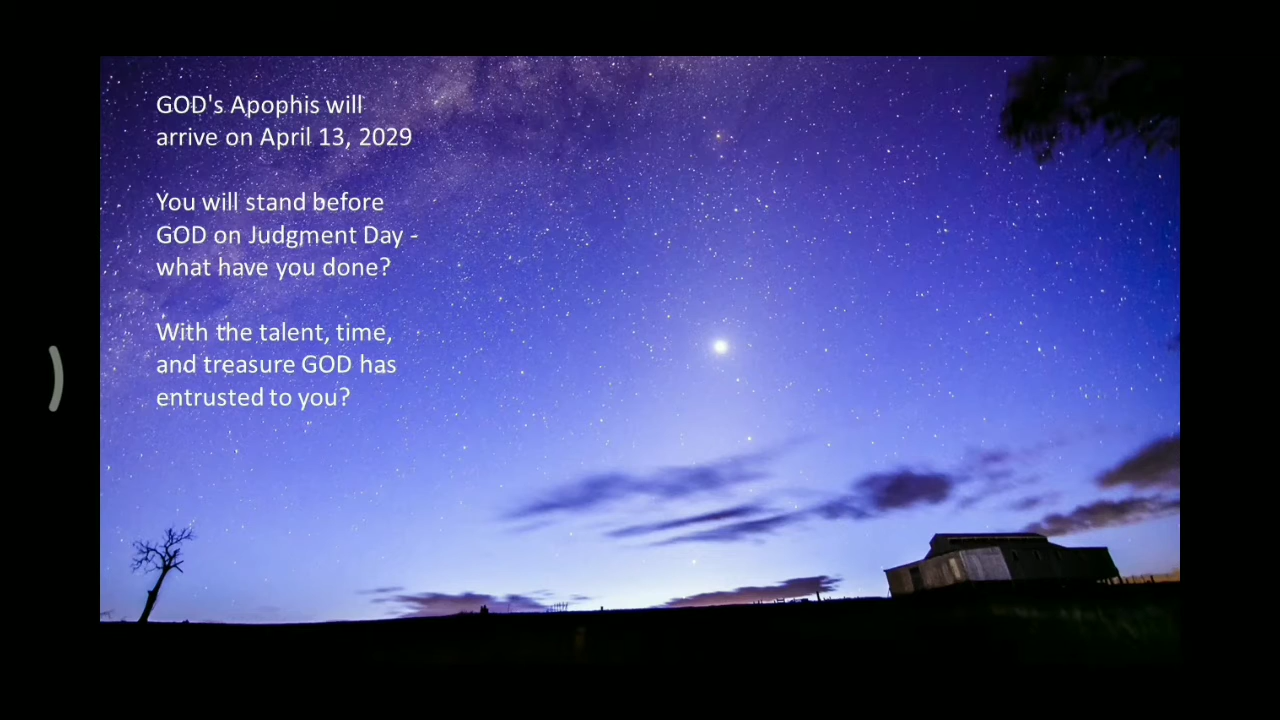 GOD's Apophis will
arrive on April 13, 2029
You will stand before
GOD on Judgment Day -
what have you done?
With the talent, time,
and treasure GOD has
entrusted to you?